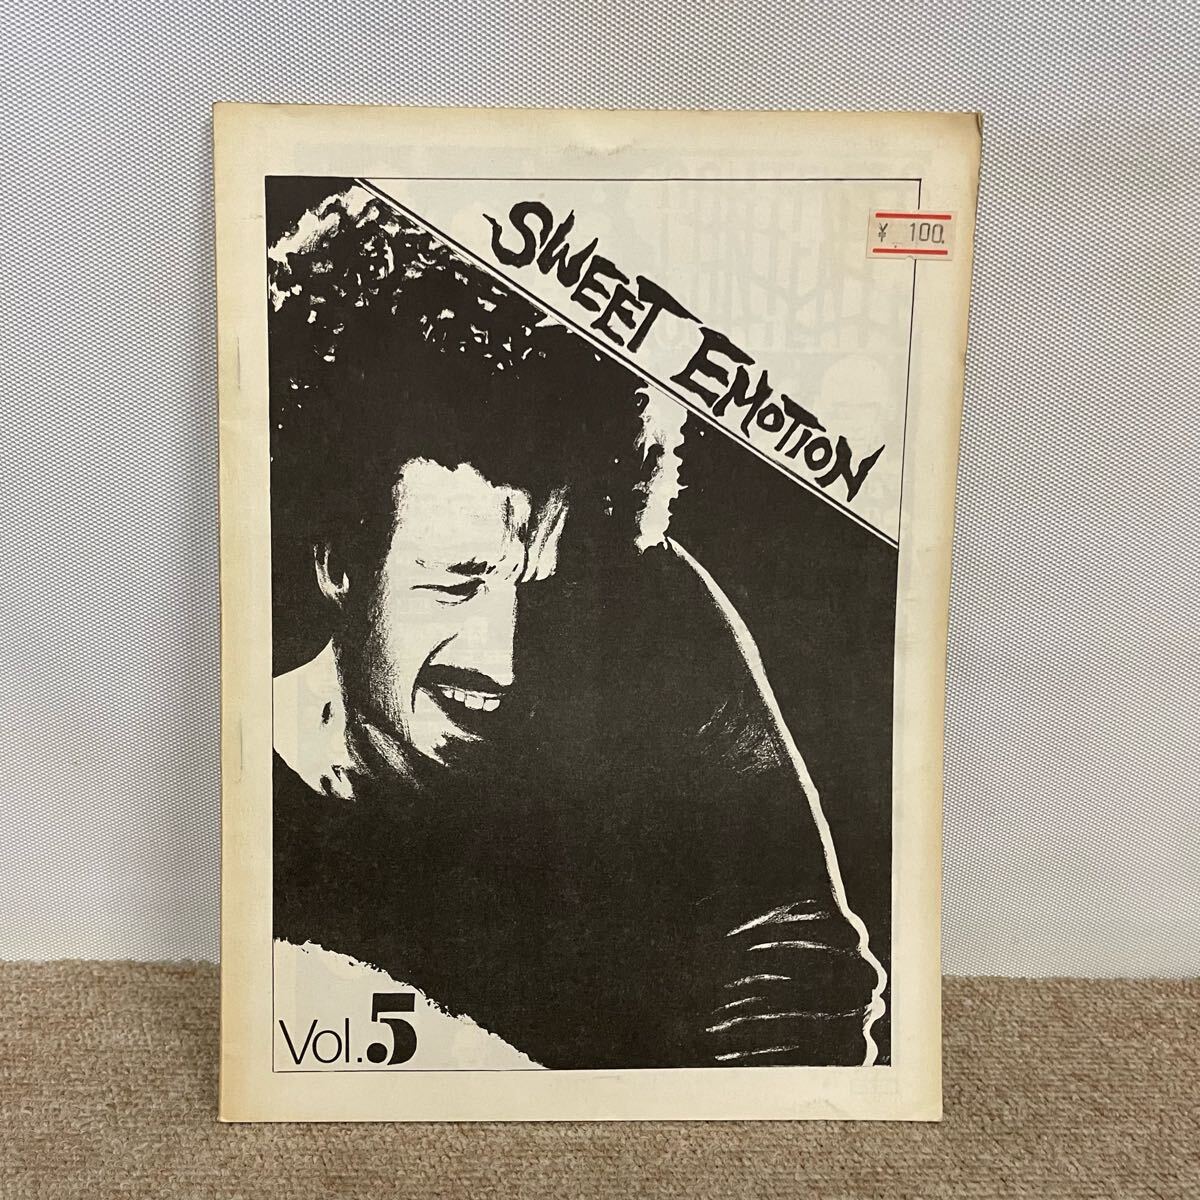 SWEET EMOTION
¥ 100.
Vol.5